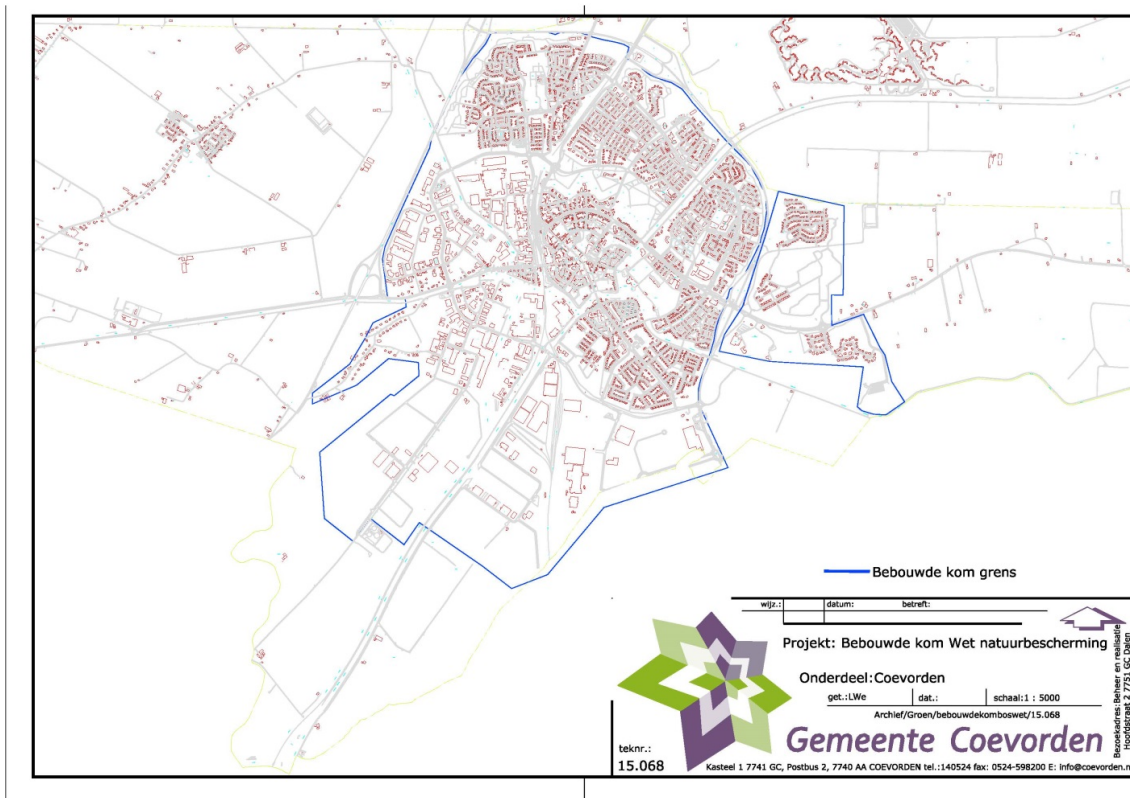 Bebouwde kom grens
wijz.: datum: betreft:
Projekt: Bebouwde kom Wet natuurbescherming
Onderdeel:Coevorden
get.:LWe dat.: schaal:1 : 5000
Archief/Groen/bebouwdekomboswet/15.068
Gemeente Coevorden
teknr.:
15.068
Kasteel 1 7741 GC, Postbus 2, 7740 AA COEVORDEN tel.:140524 fax: 0524-598200 E: info@coevorden.n
Bezoekadres:Beheer en realisatie
Hoofdstraat 2 7751 GC Dalen